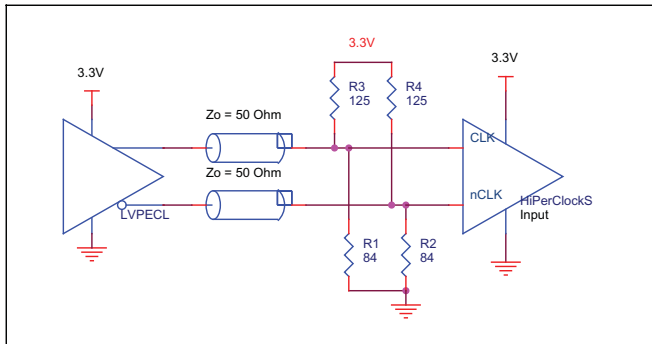 3.3V
3.3V
3.3V
R3
125
R4
125
Zo = 50 Ohm
CLK
Zo = 50 Ohm
nCLK
HiPerClockS
Input
LVPECL
R1
84
R2
84